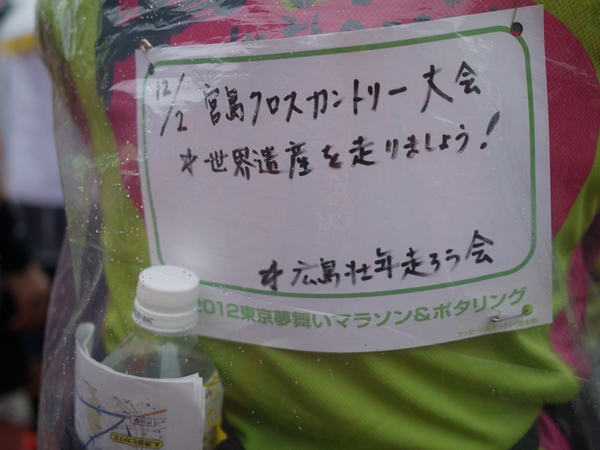 12/2 宮島クロスカントリー大会
*世界遺産を走りましょう!
*広島壮年走ろう会
2012東京夢舞いマラソン&ポタリング